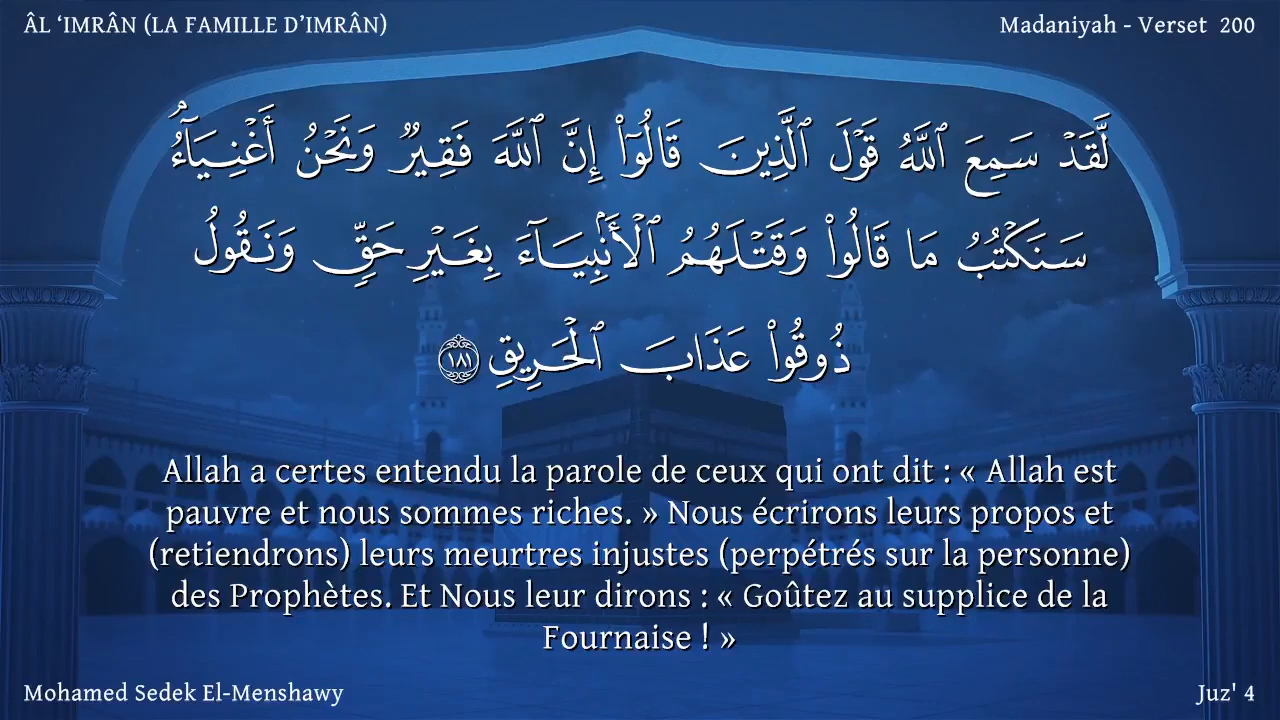 ÂL ‘IMRÂN (LA FAMILLE D’IMRÂN)
Madaniyah - Verset 200
لَّقَدْ سَمِعَ ٱللَّهُ قَوْلَ ٱلَّذِينَ قَالُوٓا۟ إِنَّ ٱللَّهَ فَقِيرٌ وَنَحْنُ أَغْنِيَآءُ ۘ
سَنَكْتُبُ مَا قَالُوا۟ وَقَتْلَهُمُ ٱلْأَنۢبِيَآءَ بِغَيْرِ حَقٍّ وَنَقُولُ
ذُوقُوا۟ عَذَابَ ٱلْحَرِيقِ ١٨١
Allah a certes entendu la parole de ceux qui ont dit : « Allah est
pauvre et nous sommes riches. » Nous écrirons leurs propos et
(retiendrons) leurs meurtres injustes (perpétrés sur la personne)
des Prophètes. Et Nous leur dirons : « Goûtez au supplice de la
Fournaise ! »
Mohamed Sedek El-Menshawy
Juz' 4